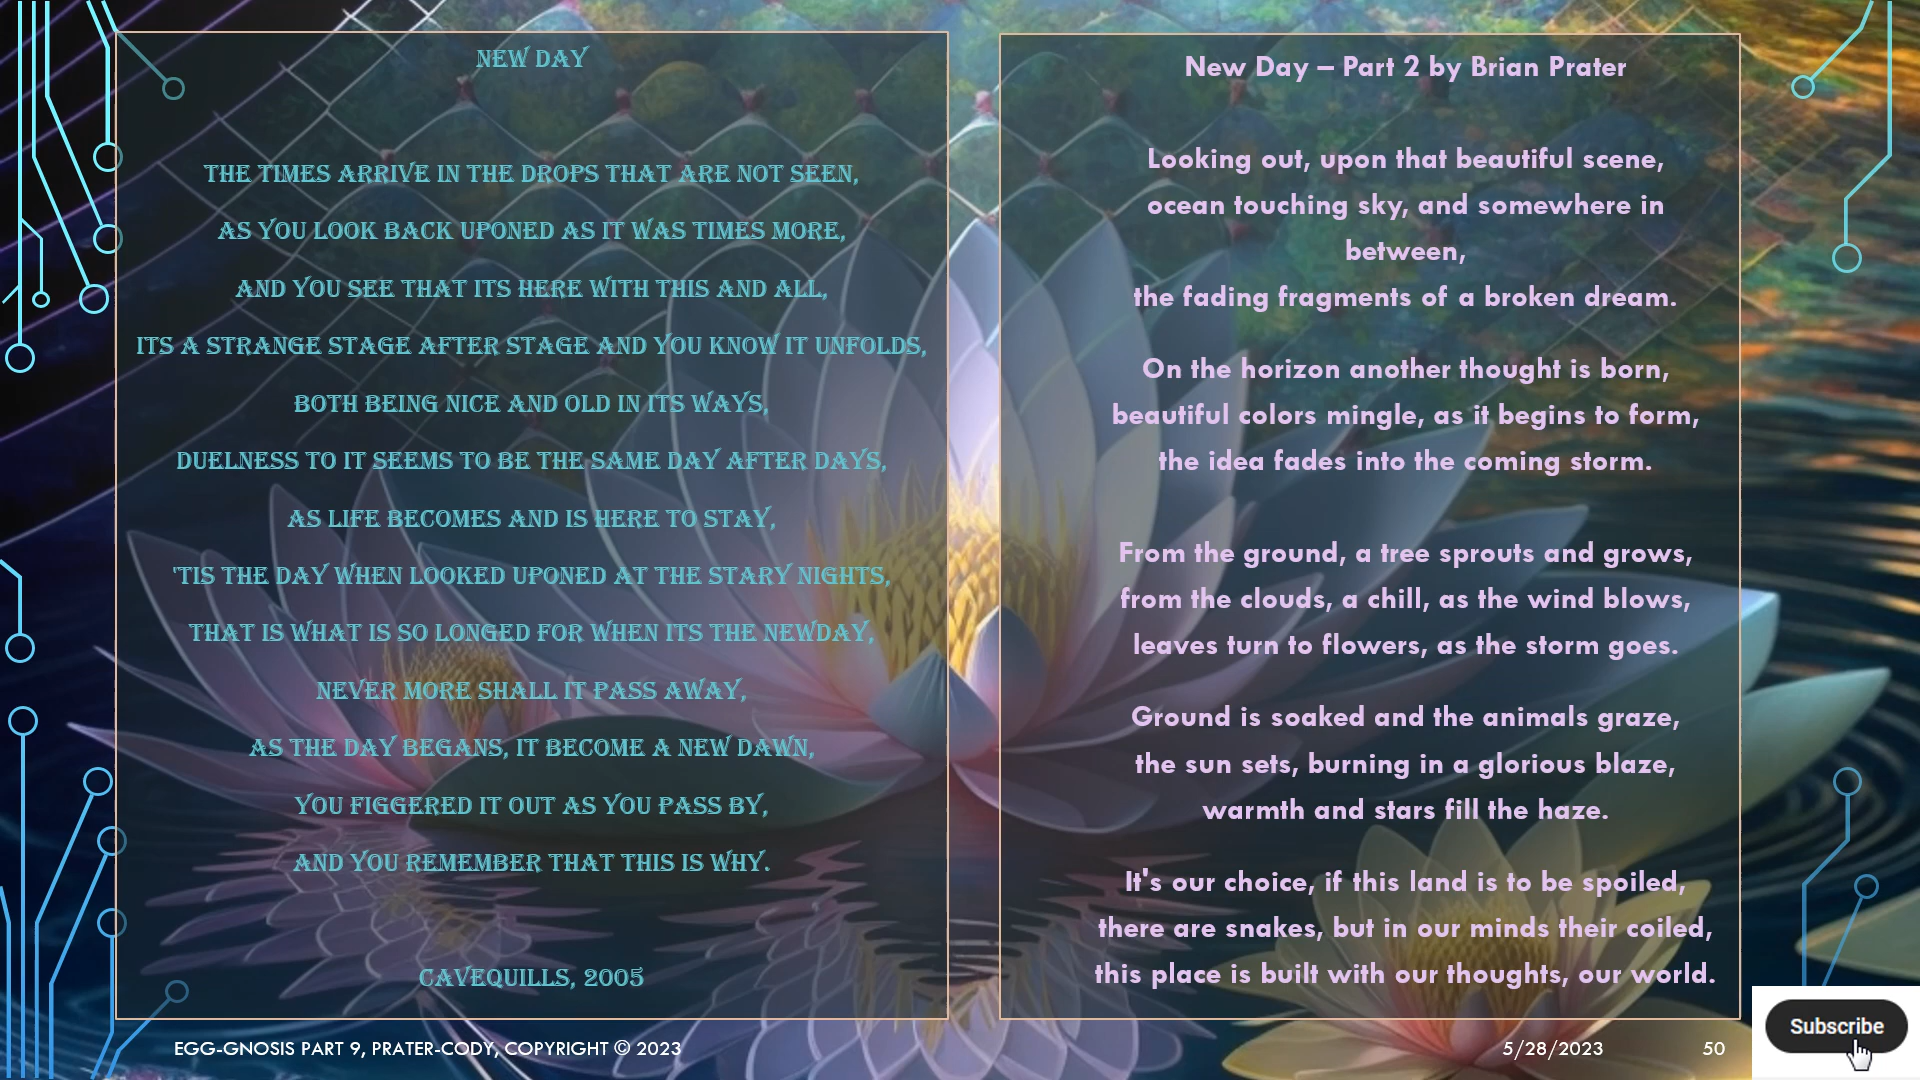 NEW DAY
THE TIMES ARRIVE IN THE DROPS THAT ARE NOT SEEN,
AS YOU LOOK BACK UPONED AS IT WAS TIMES MORE,
AND YOU SEE THAT ITS HERE WITH THIS AND ALL,
ITS A STRANGE STAGE AFTER STAGE AND YOU KNOW IT UNFOLDS,
BOTH BEING NICE AND OLD IN ITS WAYS,
DUELNESS TO IT SEEMS TO BE THE SAME DAY AFTER DAYS,
AS LIFE BECOMES AND IS HERE TO STAY,
'TIS THE DAY WHEN LOOKED UPONED AT THE STARY NIGHTS,
THAT IS WHAT IS SO LONGED FOR WHEN ITS THE NEWDAY,
NEVER MORE SHALL IT PASS AWAY,
AS THE DAY BEGANS, IT BECOME A NEW DAWN,
YOU FIGGERED IT OUT AS YOU PASS BY,
AND YOU REMEMBER THAT THIS IS WHY.
CAVEQUILLS, 2005
New Day – Part 2 by Brian Prater
Looking out, upon that beautiful scene,
ocean touching sky, and somewhere in
between,
the fading fragments of a broken dream.
On the horizon another thought is born,
beautiful colors mingle, as it begins to form,
the idea fades into the coming storm.
From the ground, a tree sprouts and grows,
from the clouds, a chill, as the wind blows,
leaves turn to flowers, as the storm goes.
Ground is soaked and the animals graze,
the sun sets, burning in a glorious blaze,
warmth and stars fill the haze.
It's our choice, if this land is to be spoiled,
there are snakes, but in our minds their coiled,
this place is built with our thoughts, our world.
EGG-GNOSIS PART 9, PRATER-CODY, COPYRIGHT © 2023
5/28/2023
50
Subscribe